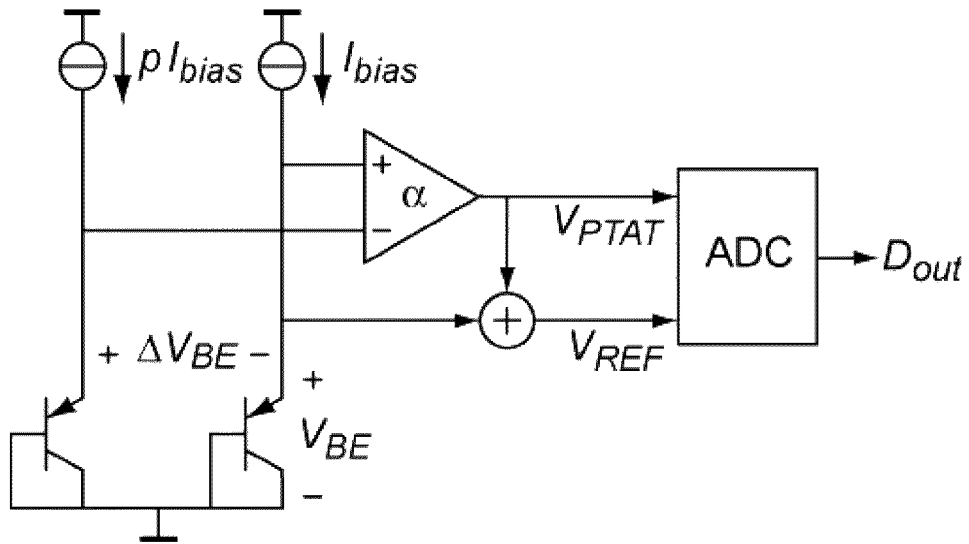 p I_bias
I_bias
+
α
−
V_PTAT
ADC
D_out
+
V_REF
+ ΔV_BE −
+
V_BE
−